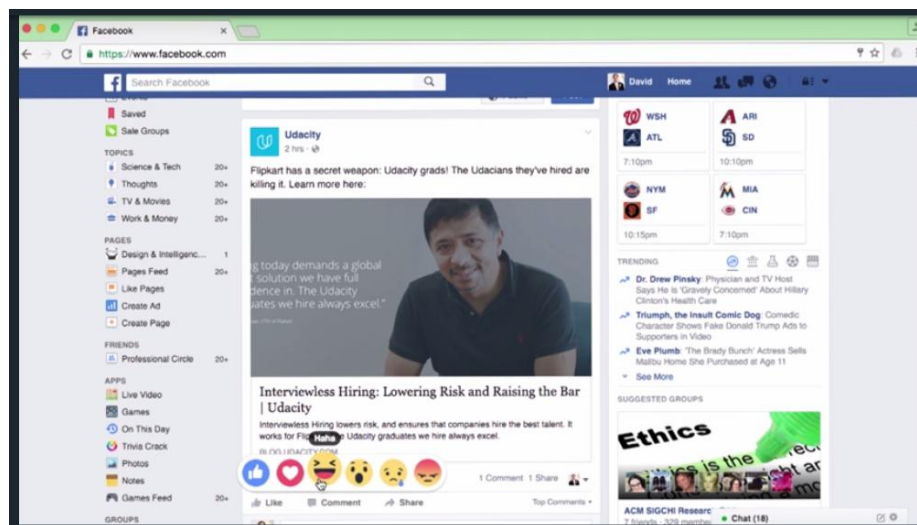 Facebook
https://www.facebook.com
Search Facebook
David Home
Saved
Sale Groups
TOPICS
Science & Tech 20+
Thoughts 20+
TV & Movies 20+
Work & Money 20+
PAGES
Design & Intelligenc... 1
Pages Feed 20+
Like Pages
Create Ad
Create Page
FRIENDS
Professional Circle 20+
APPS
Live Video
Games
On This Day
Trivia Crack
Photos
Notes
Games Feed 20+
GROUPS
Udacity
2 hrs
Flipkart has a secret weapon: Udacity grads! The Udacians they've hired are
killing it. Learn more here:
g today demands a global
t solution we have full
dence in. The Udacity
uates we hire always excel."
Interviewless Hiring: Lowering Risk and Raising the Bar
| Udacity
Interviewless Hiring lowers risk, and ensures that companies hire the best talent. It
works for Flip e Udacity graduates we hire always excel.
Haha
BLOG.UDACITY.COM
1 Comment 1 Share
Like Comment Share Top Comments
WSH ARI
ATL SD
7:10pm 10:10pm
NYM MIA
SF CIN
10:15pm 7:10pm
TRENDING
Dr. Drew Pinsky: Physician and TV Host
Says He is 'Gravely Concerned' About Hillary
Clinton's Health Care
Triumph, the Insult Comic Dog: Comedic
Character Shows Fake Donald Trump Ads to
Supporters in Video
Eve Plumb: 'The Brady Bunch' Actress Sells
Malibu Home She Purchased at Age 11
See More
SUGGESTED GROUPS
Ethics
is the
ACM SIGCHI Researc
7 friends · 329 membe
Chat (18)